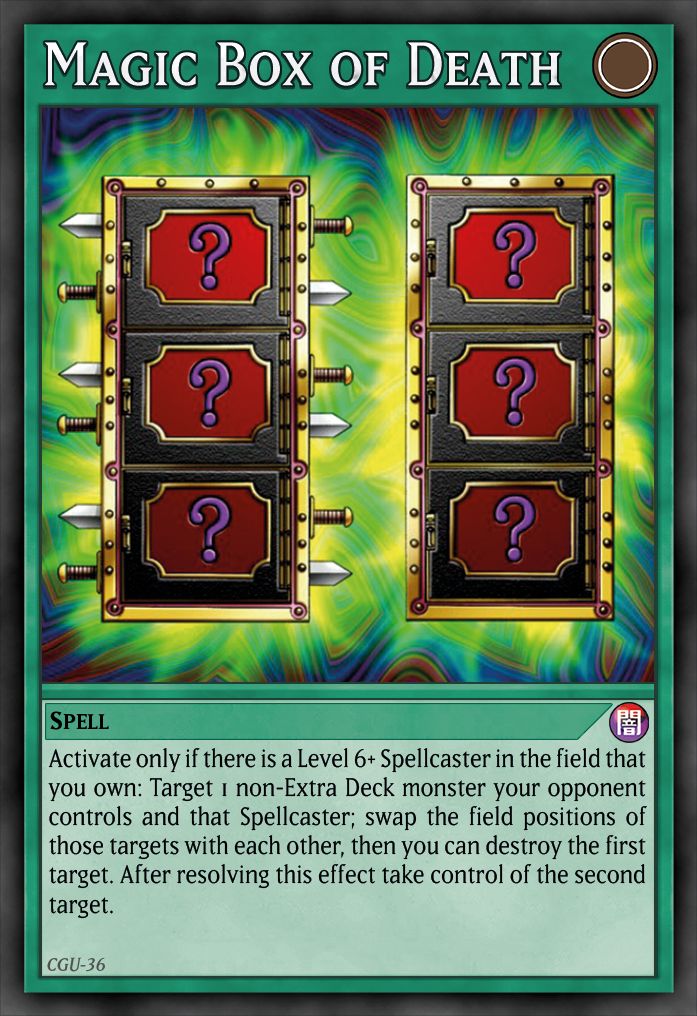 Magic Box of Death
?
?
?
?
?
?
Spell
闇
Activate only if there is a Level 6+ Spellcaster in the field that
you own: Target 1 non-Extra Deck monster your opponent
controls and that Spellcaster; swap the field positions of
those targets with each other, then you can destroy the first
target. After resolving this effect take control of the second
target.
CGU-36